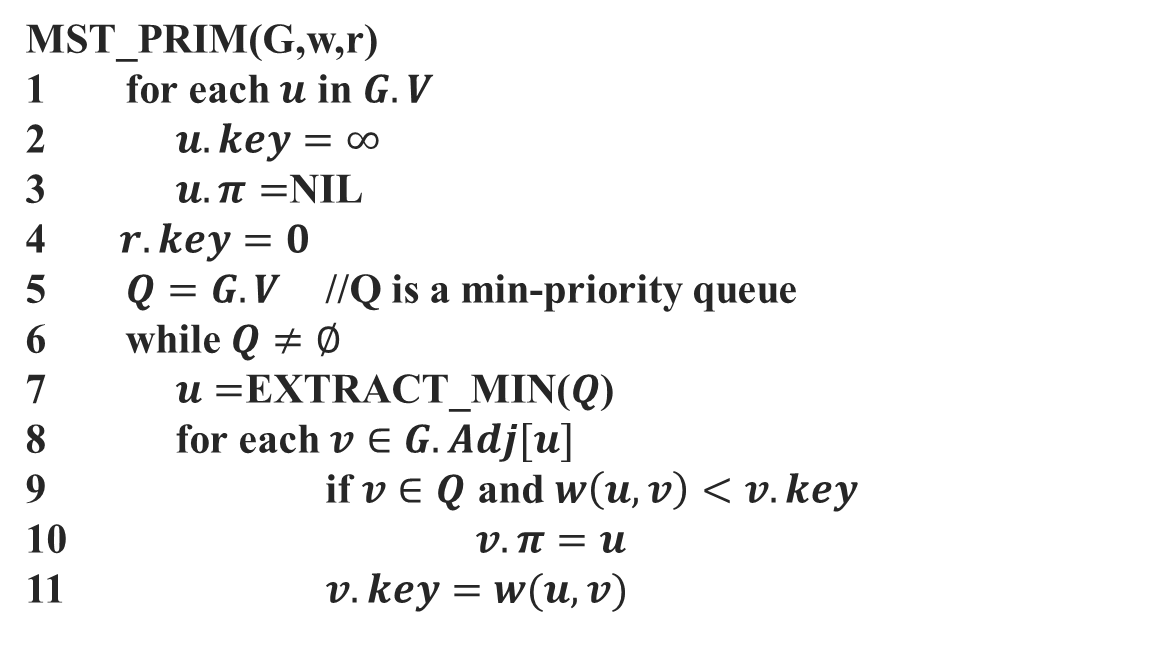 MST_PRIM(G,w,r)
1 for each u in G.V
2 u.key = ∞
3 u.π =NIL
4 r.key = 0
5 Q = G.V //Q is a min-priority queue
6 while Q ≠ ∅
7 u =EXTRACT_MIN(Q)
8 for each v ∈ G.Adj[u]
9 if v ∈ Q and w(u,v) < v.key
10 v.π = u
11 v.key = w(u,v)